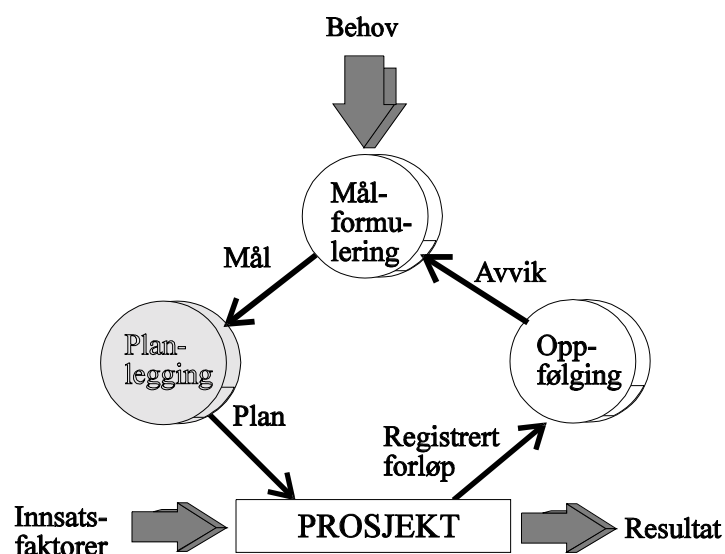 Behov
Mål-
formu-
lering
Mål
Avvik
Plan-
legging
Opp-
følging
Plan
Registrert
forløp
Innsats-
faktorer
PROSJEKT
Resultat